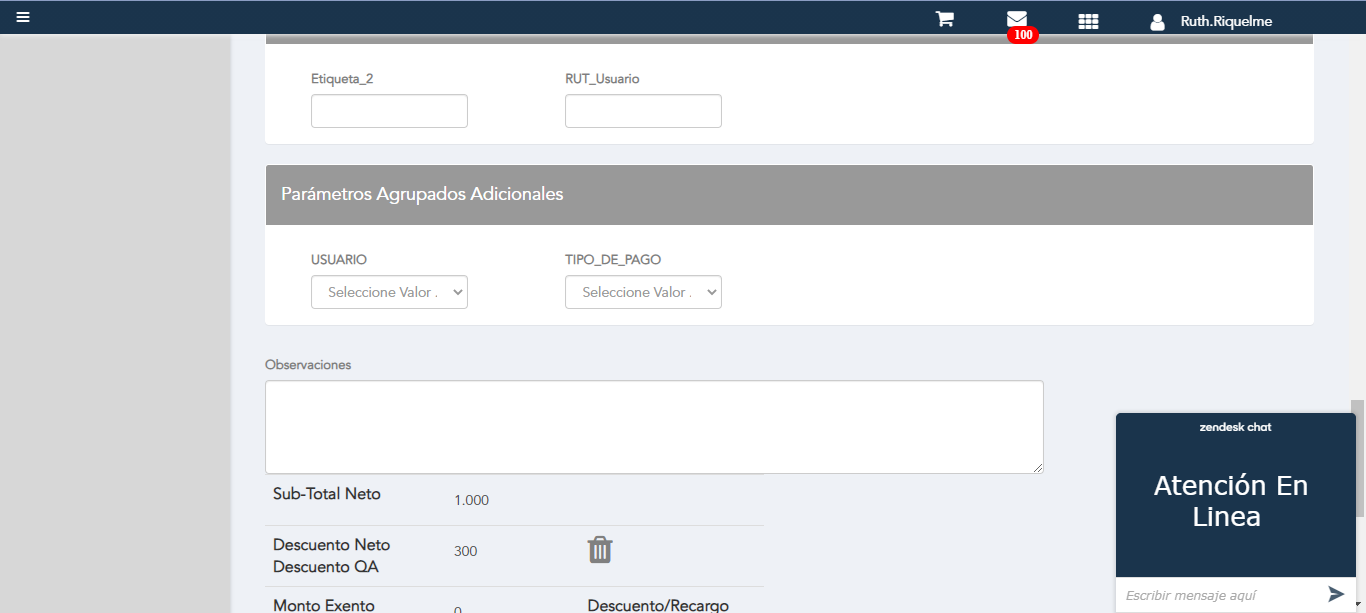 Ruth.Riquelme
100
Etiqueta_2
RUT_Usuario
Parámetros Agrupados Adicionales
USUARIO
TIPO_DE_PAGO
Seleccione Valor .
Seleccione Valor .
Observaciones
zendesk chat
Atención En
Linea
Escribir mensaje aquí
Sub-Total Neto
1.000
Descuento Neto
Descuento QA
300
Monto Exento
0
Descuento/Recargo